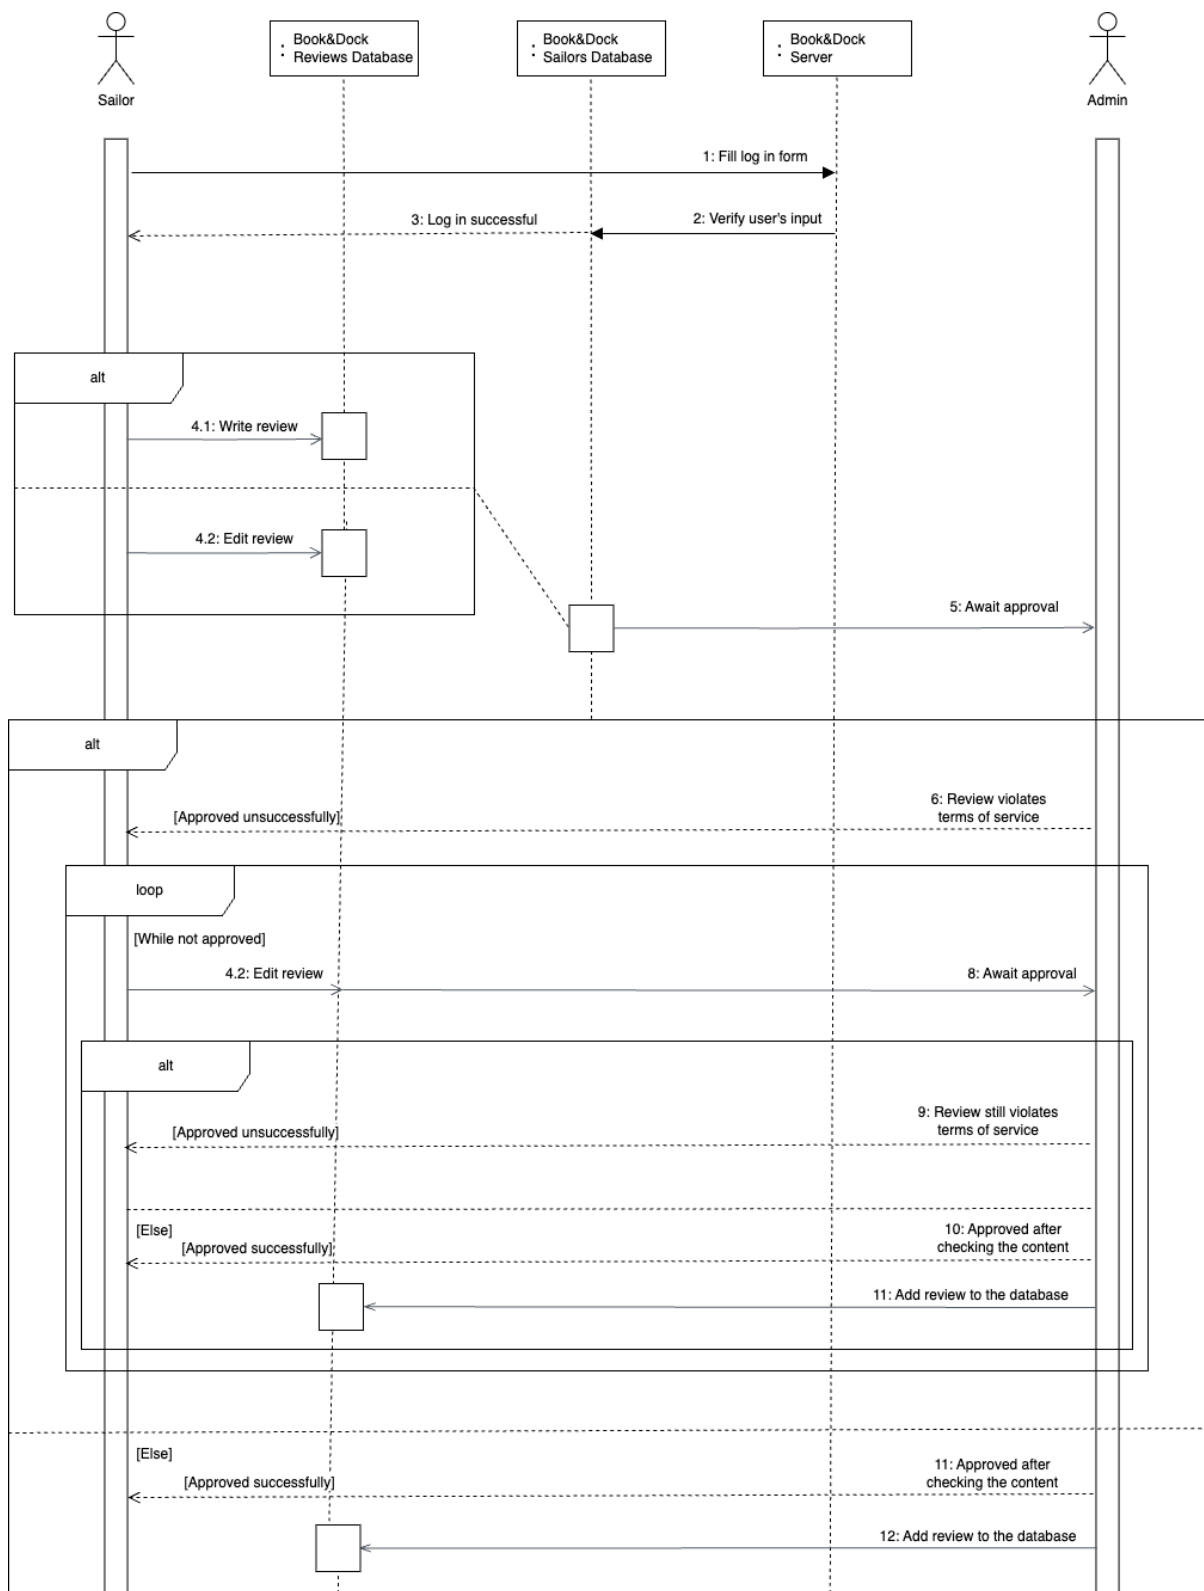 Sailor
: Book&Dock
Reviews Database
: Book&Dock
Sailors Database
: Book&Dock
Server
Admin
1: Fill log in form
3: Log in successful
2: Verify user's input
alt
4.1: Write review
4.2: Edit review
5: Await approval
alt
6: Review violates
terms of service
[Approved unsuccessfully]
loop
[While not approved]
4.2: Edit review
8: Await approval
alt
9: Review still violates
terms of service
[Approved unsuccessfully]
[Else]
10: Approved after
checking the content
[Approved successfully]
11: Add review to the database
[Else]
11: Approved after
checking the content
[Approved successfully]
12: Add review to the database